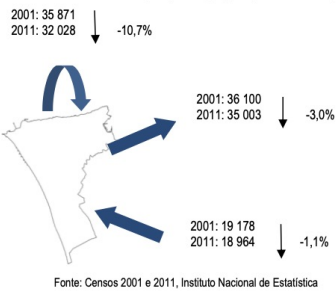 2001: 35 871
2011: 32 028 -10,7%
2001: 36 100
2011: 35 003 -3,0%
2001: 19 178
2011: 18 964 -1,1%
Fonte: Censos 2001 e 2011, Instituto Nacional de Estatística